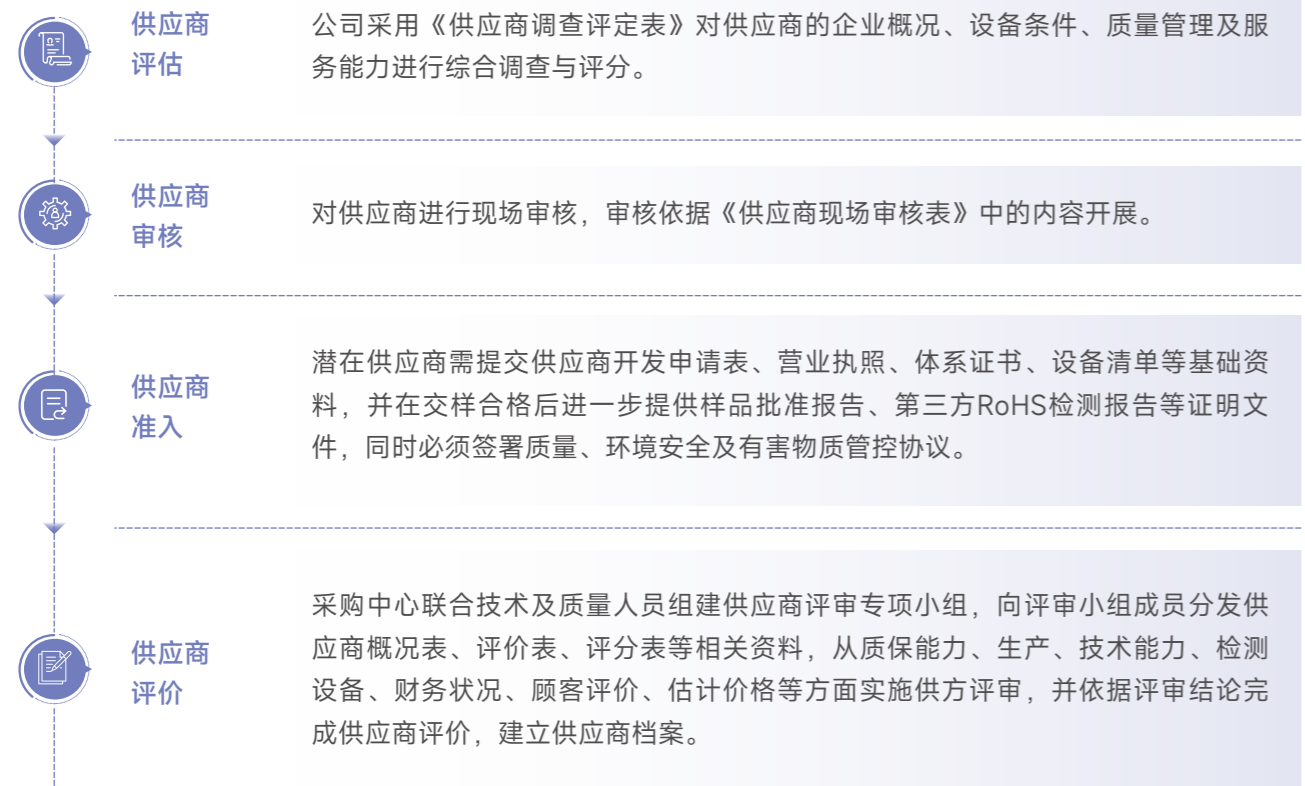 供应商
评估
公司采用《供应商调查评定表》对供应商的企业概况、设备条件、质量管理及服
务能力进行综合调查与评分。
供应商
审核
对供应商进行现场审核，审核依据《供应商现场审核表》中的内容开展。
供应商
准入
潜在供应商需提交供应商开发申请表、营业执照、体系证书、设备清单等基础资
料，并在交样合格后进一步提供样品批准报告、第三方RoHS检测报告等证明文
件，同时必须签署质量、环境安全及有害物质管控协议。
供应商
评价
采购中心联合技术及质量人员组建供应商评审专项小组，向评审小组成员分发供
应商概况表、评价表、评分表等相关资料，从质保能力、生产、技术能力、检测
设备、财务状况、顾客评价、估计价格等方面实施供方评审，并依据评审结论完
成供应商评价，建立供应商档案。